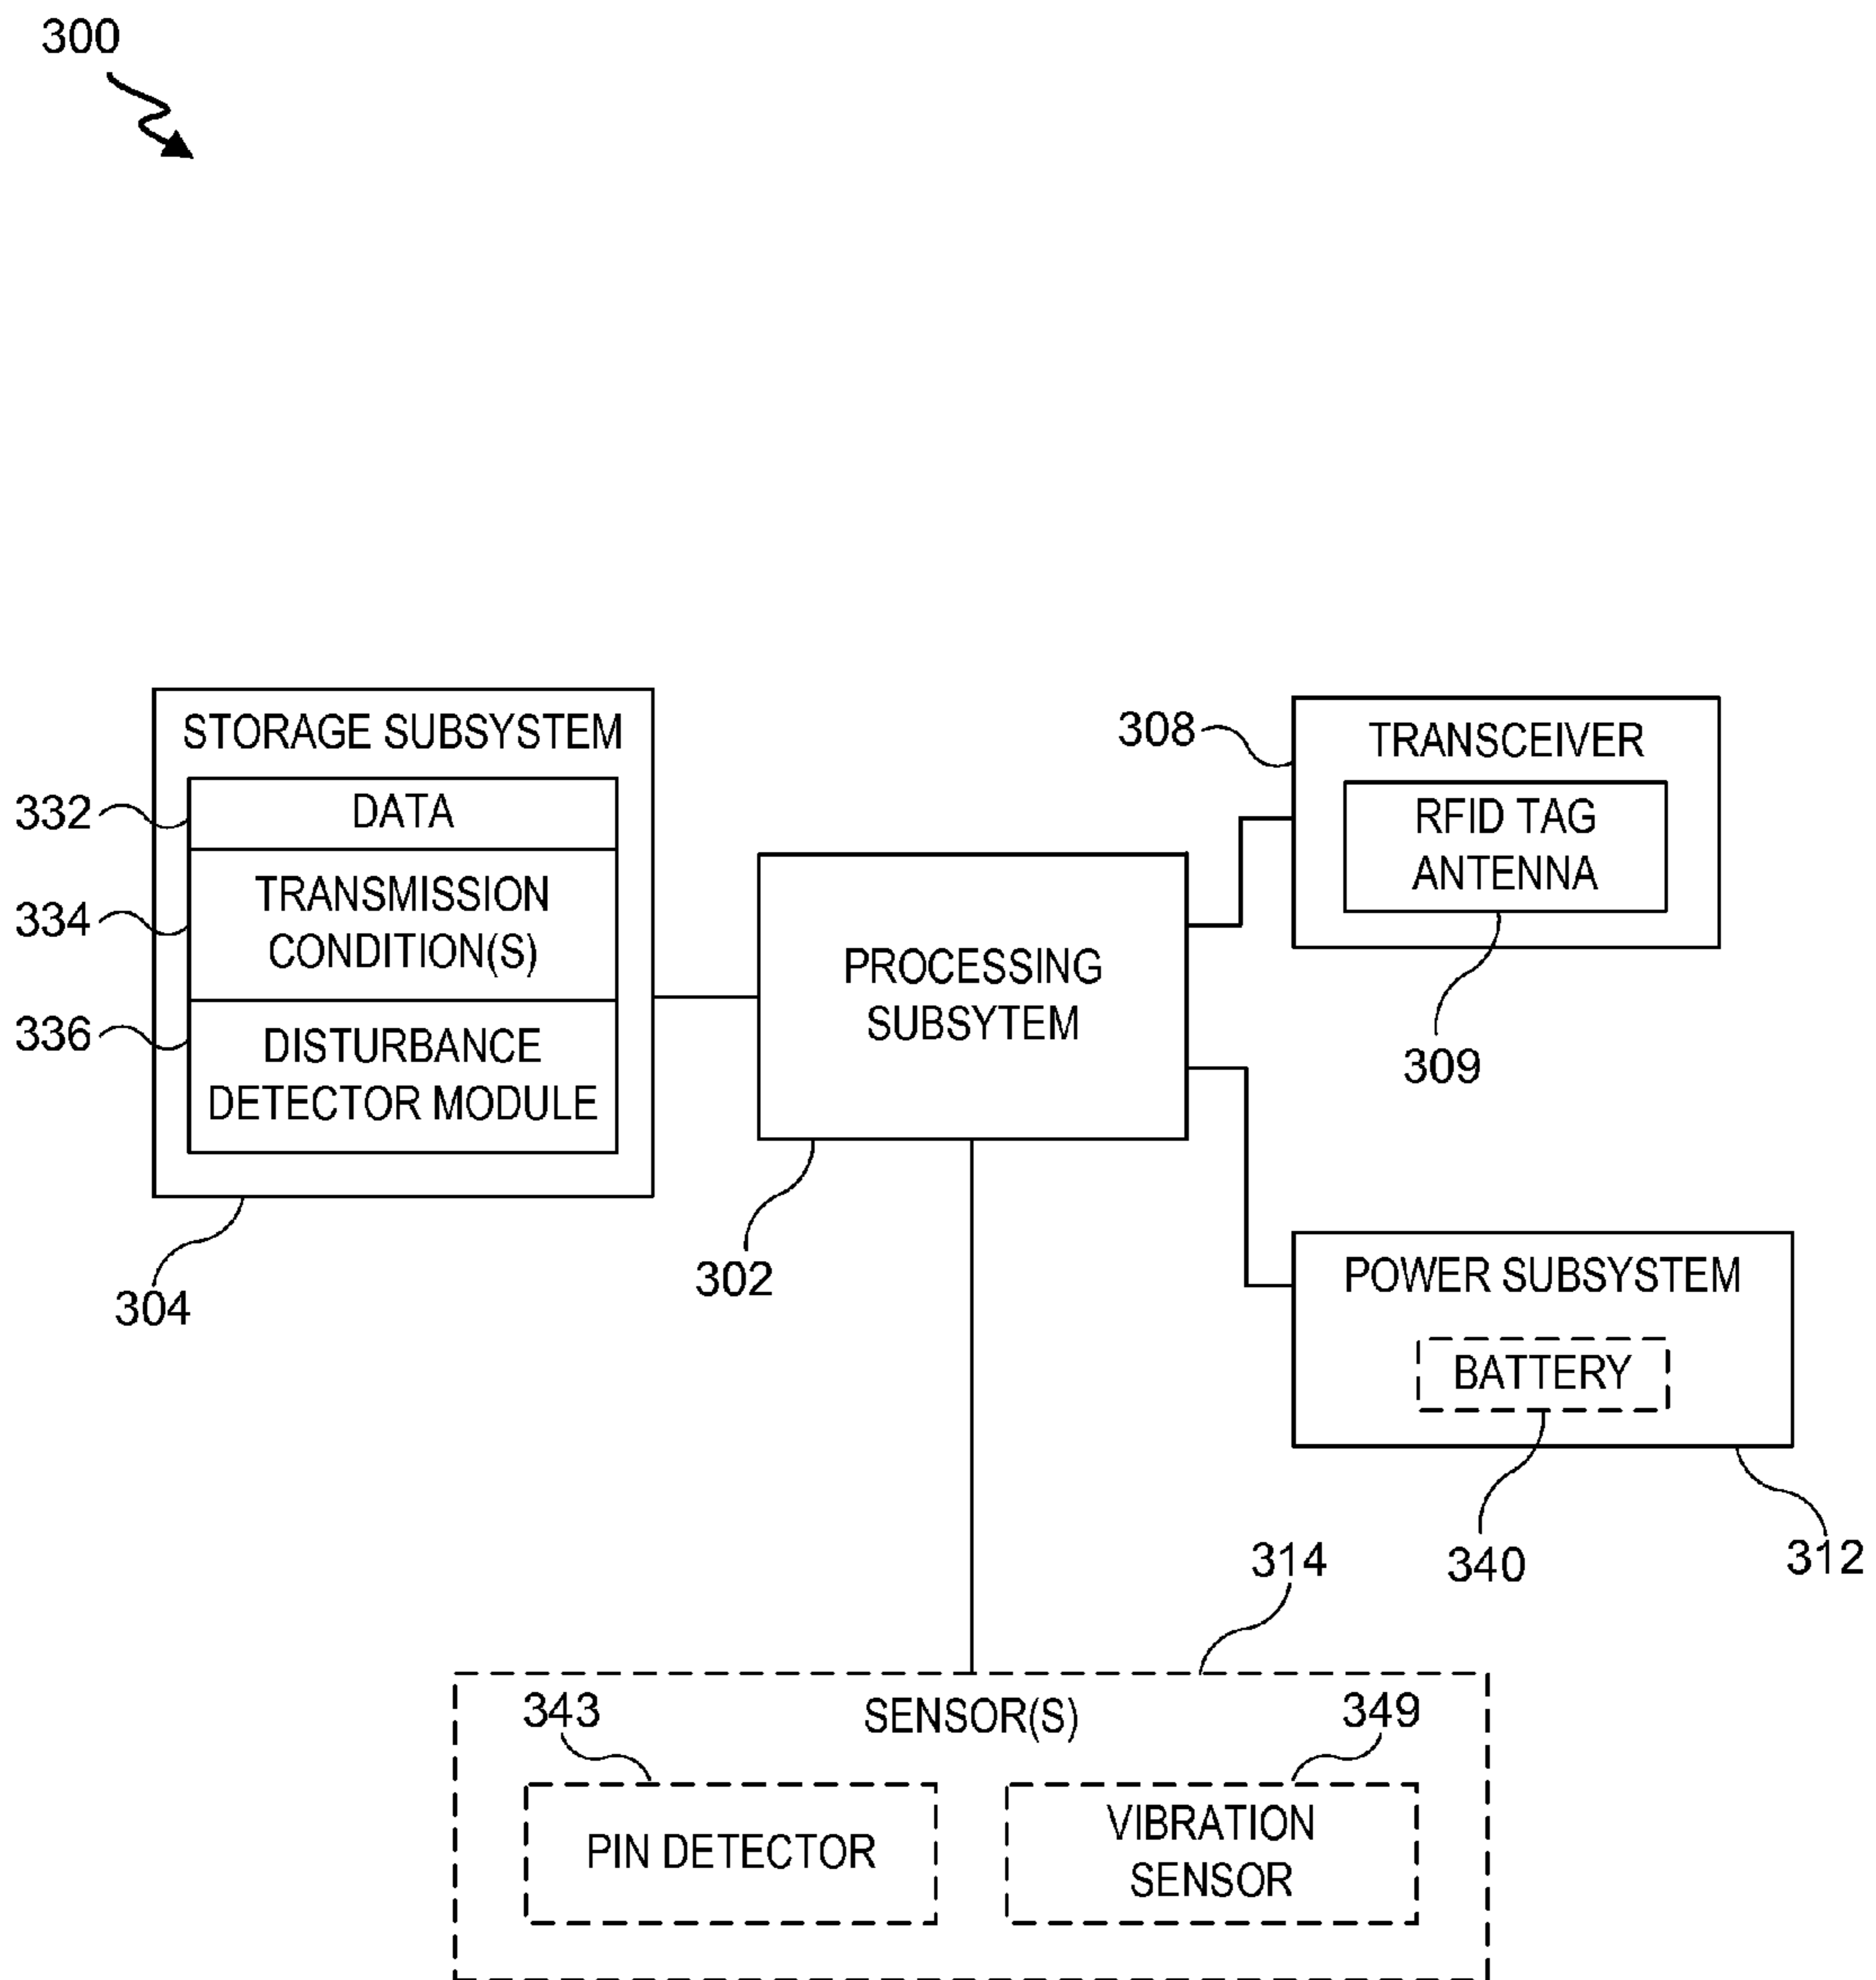 300
STORAGE SUBSYSTEM
332
DATA
334
TRANSMISSION
CONDITION(S)
336
DISTURBANCE
DETECTOR MODULE
304
PROCESSING
SUBSYTEM
302
308
TRANSCEIVER
RFID TAG
ANTENNA
309
POWER SUBSYSTEM
BATTERY
340
312
314
SENSOR(S)
343
PIN DETECTOR
349
VIBRATION
SENSOR